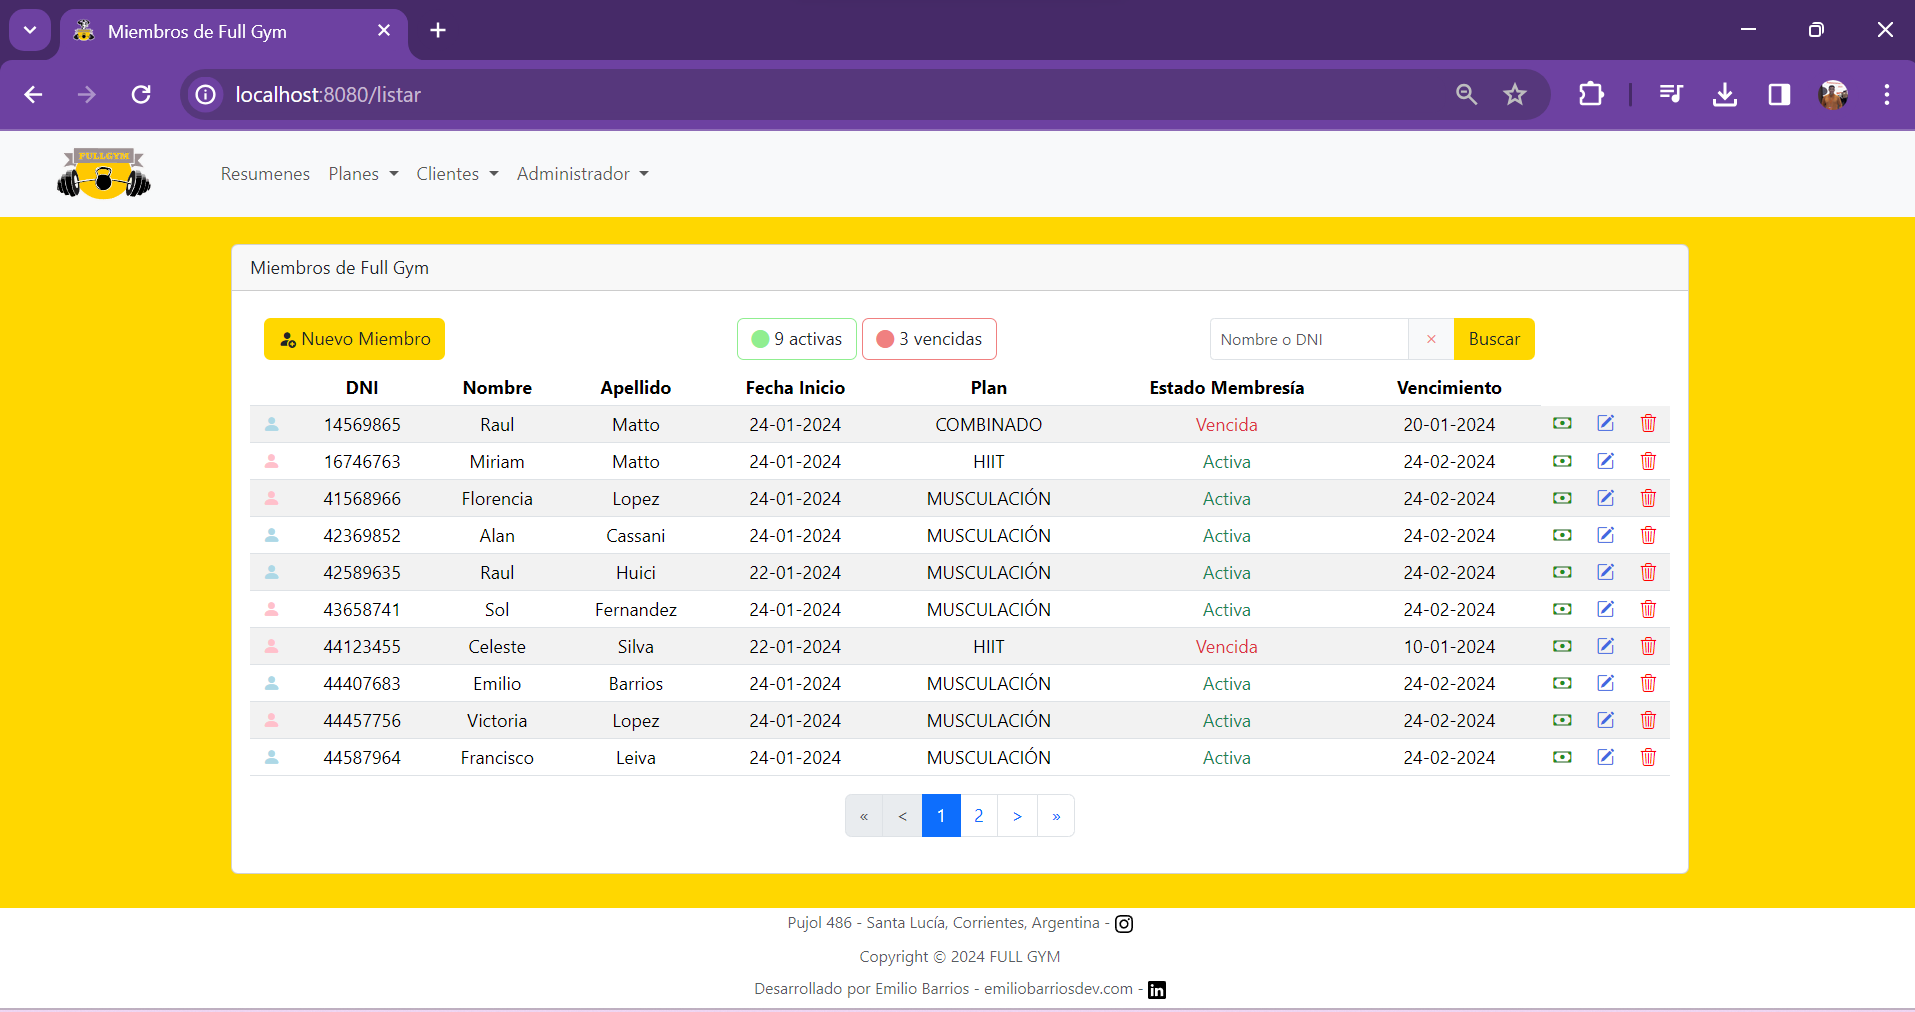 Miembros de Full Gym
localhost:8080/listar
FULLGYM
Resumenes Planes Clientes Administrador
Miembros de Full Gym
Nuevo Miembro 9 activas 3 vencidas Nombre o DNI × Buscar
DNI Nombre Apellido Fecha Inicio Plan Estado Membresía Vencimiento
14569865 Raul Matto 24-01-2024 COMBINADO Vencida 20-01-2024
16746763 Miriam Matto 24-01-2024 HIIT Activa 24-02-2024
41568966 Florencia Lopez 24-01-2024 MUSCULACIÓN Activa 24-02-2024
42369852 Alan Cassani 24-01-2024 MUSCULACIÓN Activa 24-02-2024
42589635 Raul Huici 22-01-2024 MUSCULACIÓN Activa 24-02-2024
43658741 Sol Fernandez 24-01-2024 MUSCULACIÓN Activa 24-02-2024
44123455 Celeste Silva 22-01-2024 HIIT Vencida 10-01-2024
44407683 Emilio Barrios 24-01-2024 MUSCULACIÓN Activa 24-02-2024
44457756 Victoria Lopez 24-01-2024 MUSCULACIÓN Activa 24-02-2024
44587964 Francisco Leiva 24-01-2024 MUSCULACIÓN Activa 24-02-2024
« < 1 2 > »
Pujol 486 - Santa Lucía, Corrientes, Argentina -
Copyright © 2024 FULL GYM
Desarrollado por Emilio Barrios - emiliobarriosdev.com - in